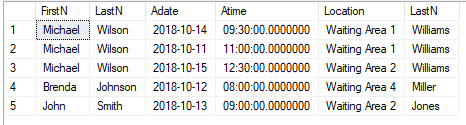 FirstN LastN Adate Atime Location LastN
1 Michael Wilson 2018-10-14 09:30:00.0000000 Waiting Area 1 Williams
2 Michael Wilson 2018-10-11 11:00:00.0000000 Waiting Area 1 Williams
3 Michael Wilson 2018-10-15 12:30:00.0000000 Waiting Area 2 Williams
4 Brenda Johnson 2018-10-12 08:00:00.0000000 Waiting Area 4 Miller
5 John Smith 2018-10-13 09:00:00.0000000 Waiting Area 2 Jones